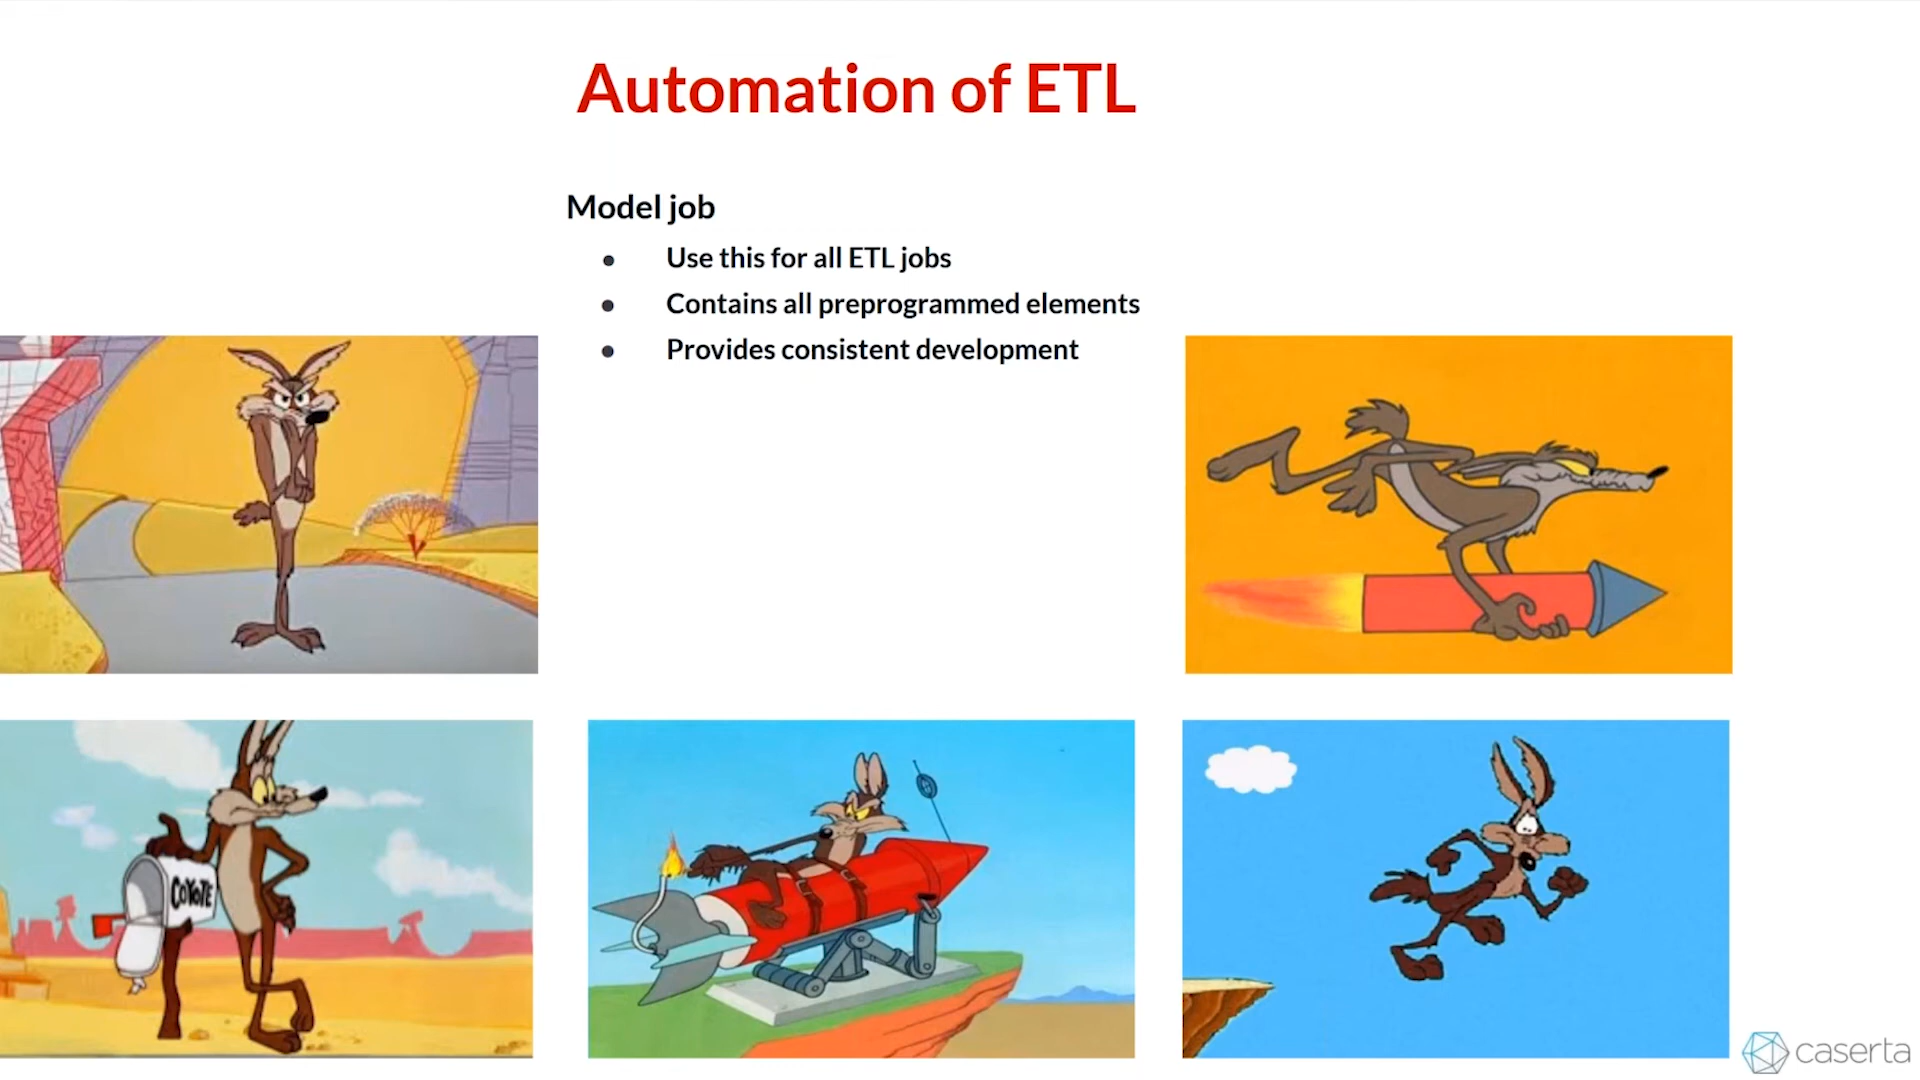 Automation of ETL
Model job
● Use this for all ETL jobs
● Contains all preprogrammed elements
● Provides consistent development
COYOTE
caserta